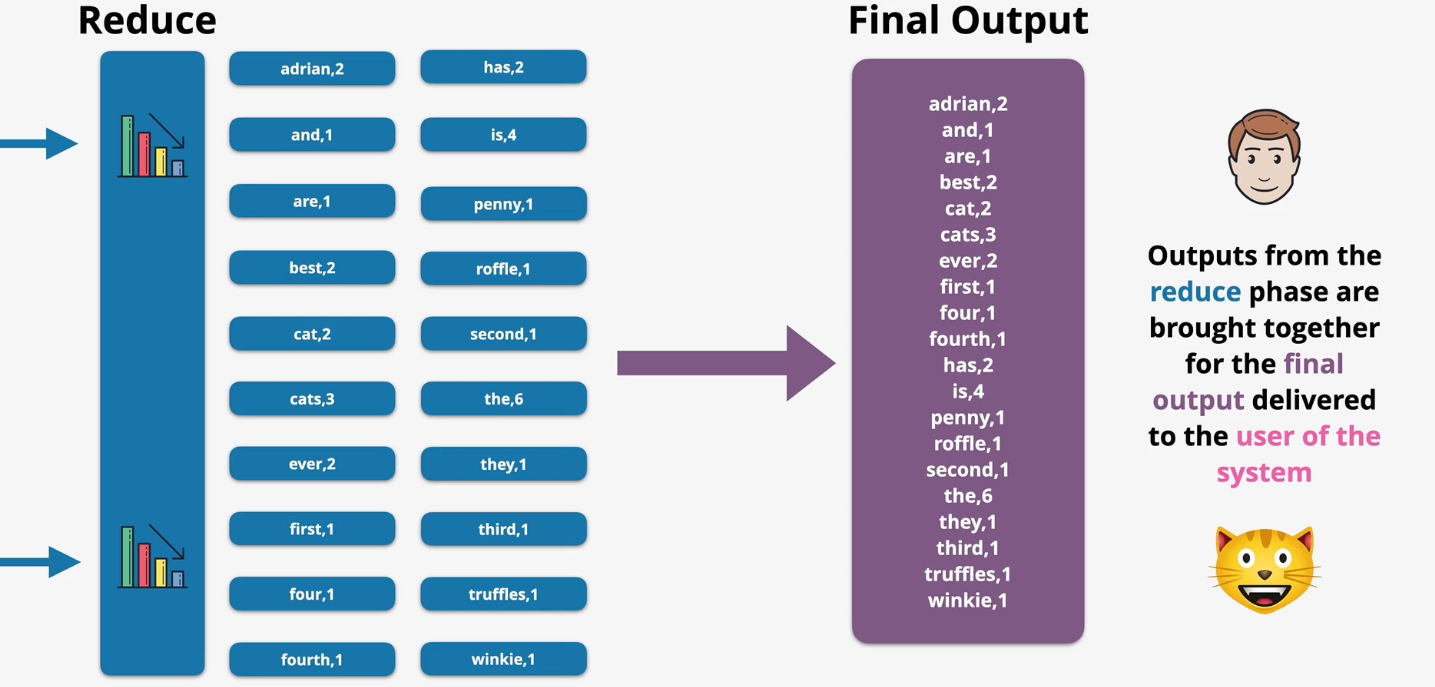 Reduce
adrian,2
and,1
are,1
best,2
cat,2
cats,3
ever,2
first,1
four,1
fourth,1
has,2
is,4
penny,1
roffle,1
second,1
the,6
they,1
third,1
truffles,1
winkie,1
Final Output
adrian,2
and,1
are,1
best,2
cat,2
cats,3
ever,2
first,1
four,1
fourth,1
has,2
is,4
penny,1
roffle,1
second,1
the,6
they,1
third,1
truffles,1
winkie,1
Outputs from the
reduce phase are
brought together
for the final
output delivered
to the user of the
system